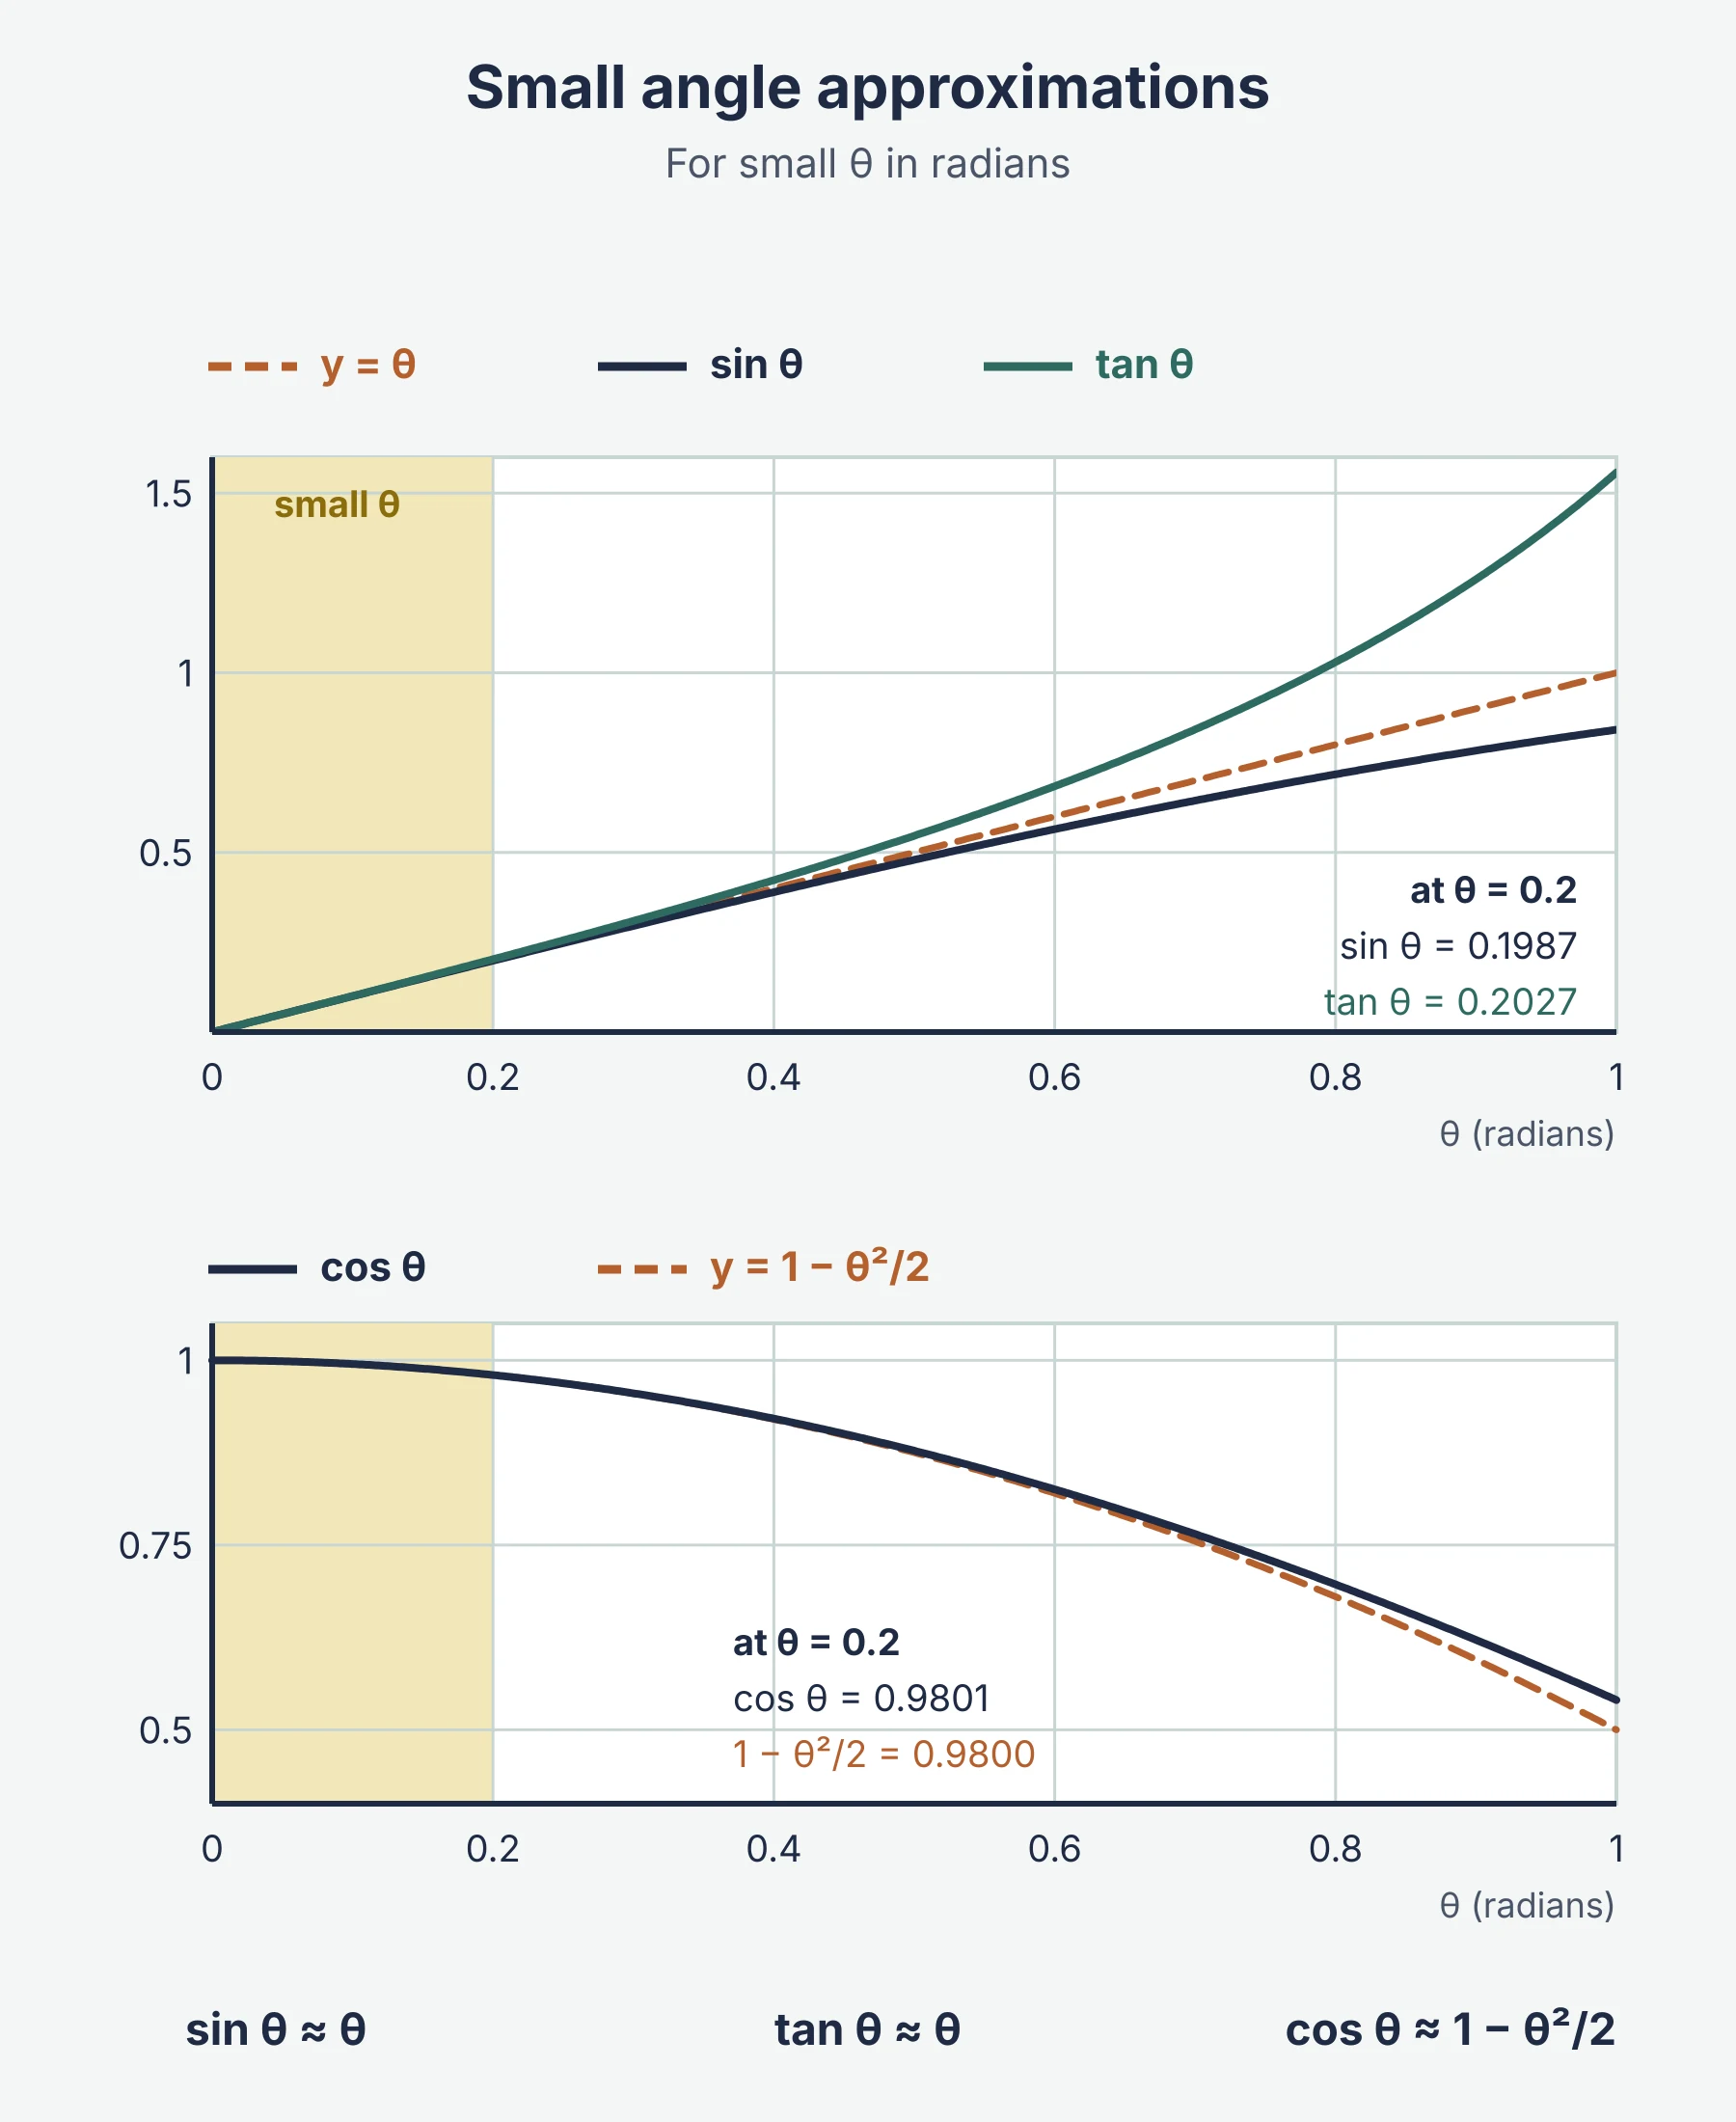 Small angle approximations
For small θ in radians
y = θ sin θ tan θ
1.5
small θ
1
0.5
at θ = 0.2
sin θ = 0.1987
tan θ = 0.2027
0 0.2 0.4 0.6 0.8 1
θ (radians)
cos θ y = 1 − θ²/2
1
0.75
at θ = 0.2
cos θ = 0.9801
0.5
1 − θ²/2 = 0.9800
0 0.2 0.4 0.6 0.8 1
θ (radians)
sin θ ≈ θ tan θ ≈ θ cos θ ≈ 1 − θ²/2